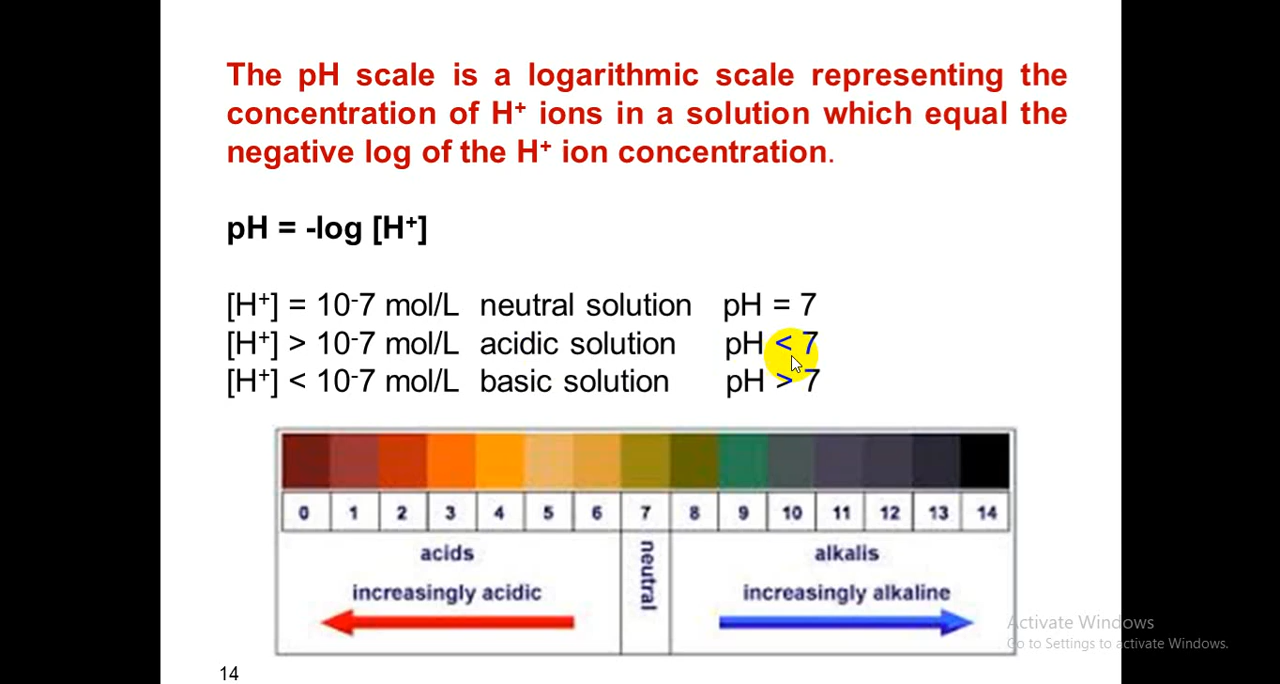 The pH scale is a logarithmic scale representing the
concentration of H⁺ ions in a solution which equal the
negative log of the H⁺ ion concentration.
pH = -log [H⁺]
[H⁺] = 10⁻7 mol/L neutral solution pH = 7
[H⁺] > 10⁻7 mol/L acidic solution pH < 7
[H⁺] < 10⁻7 mol/L basic solution pH > 7
0 1 2 3 4 5 6 7 8 9 10 11 12 13 14
acids neutral alkalis
increasingly acidic increasingly alkaline
Activate Windows
Go to Settings to activate Windows.
14